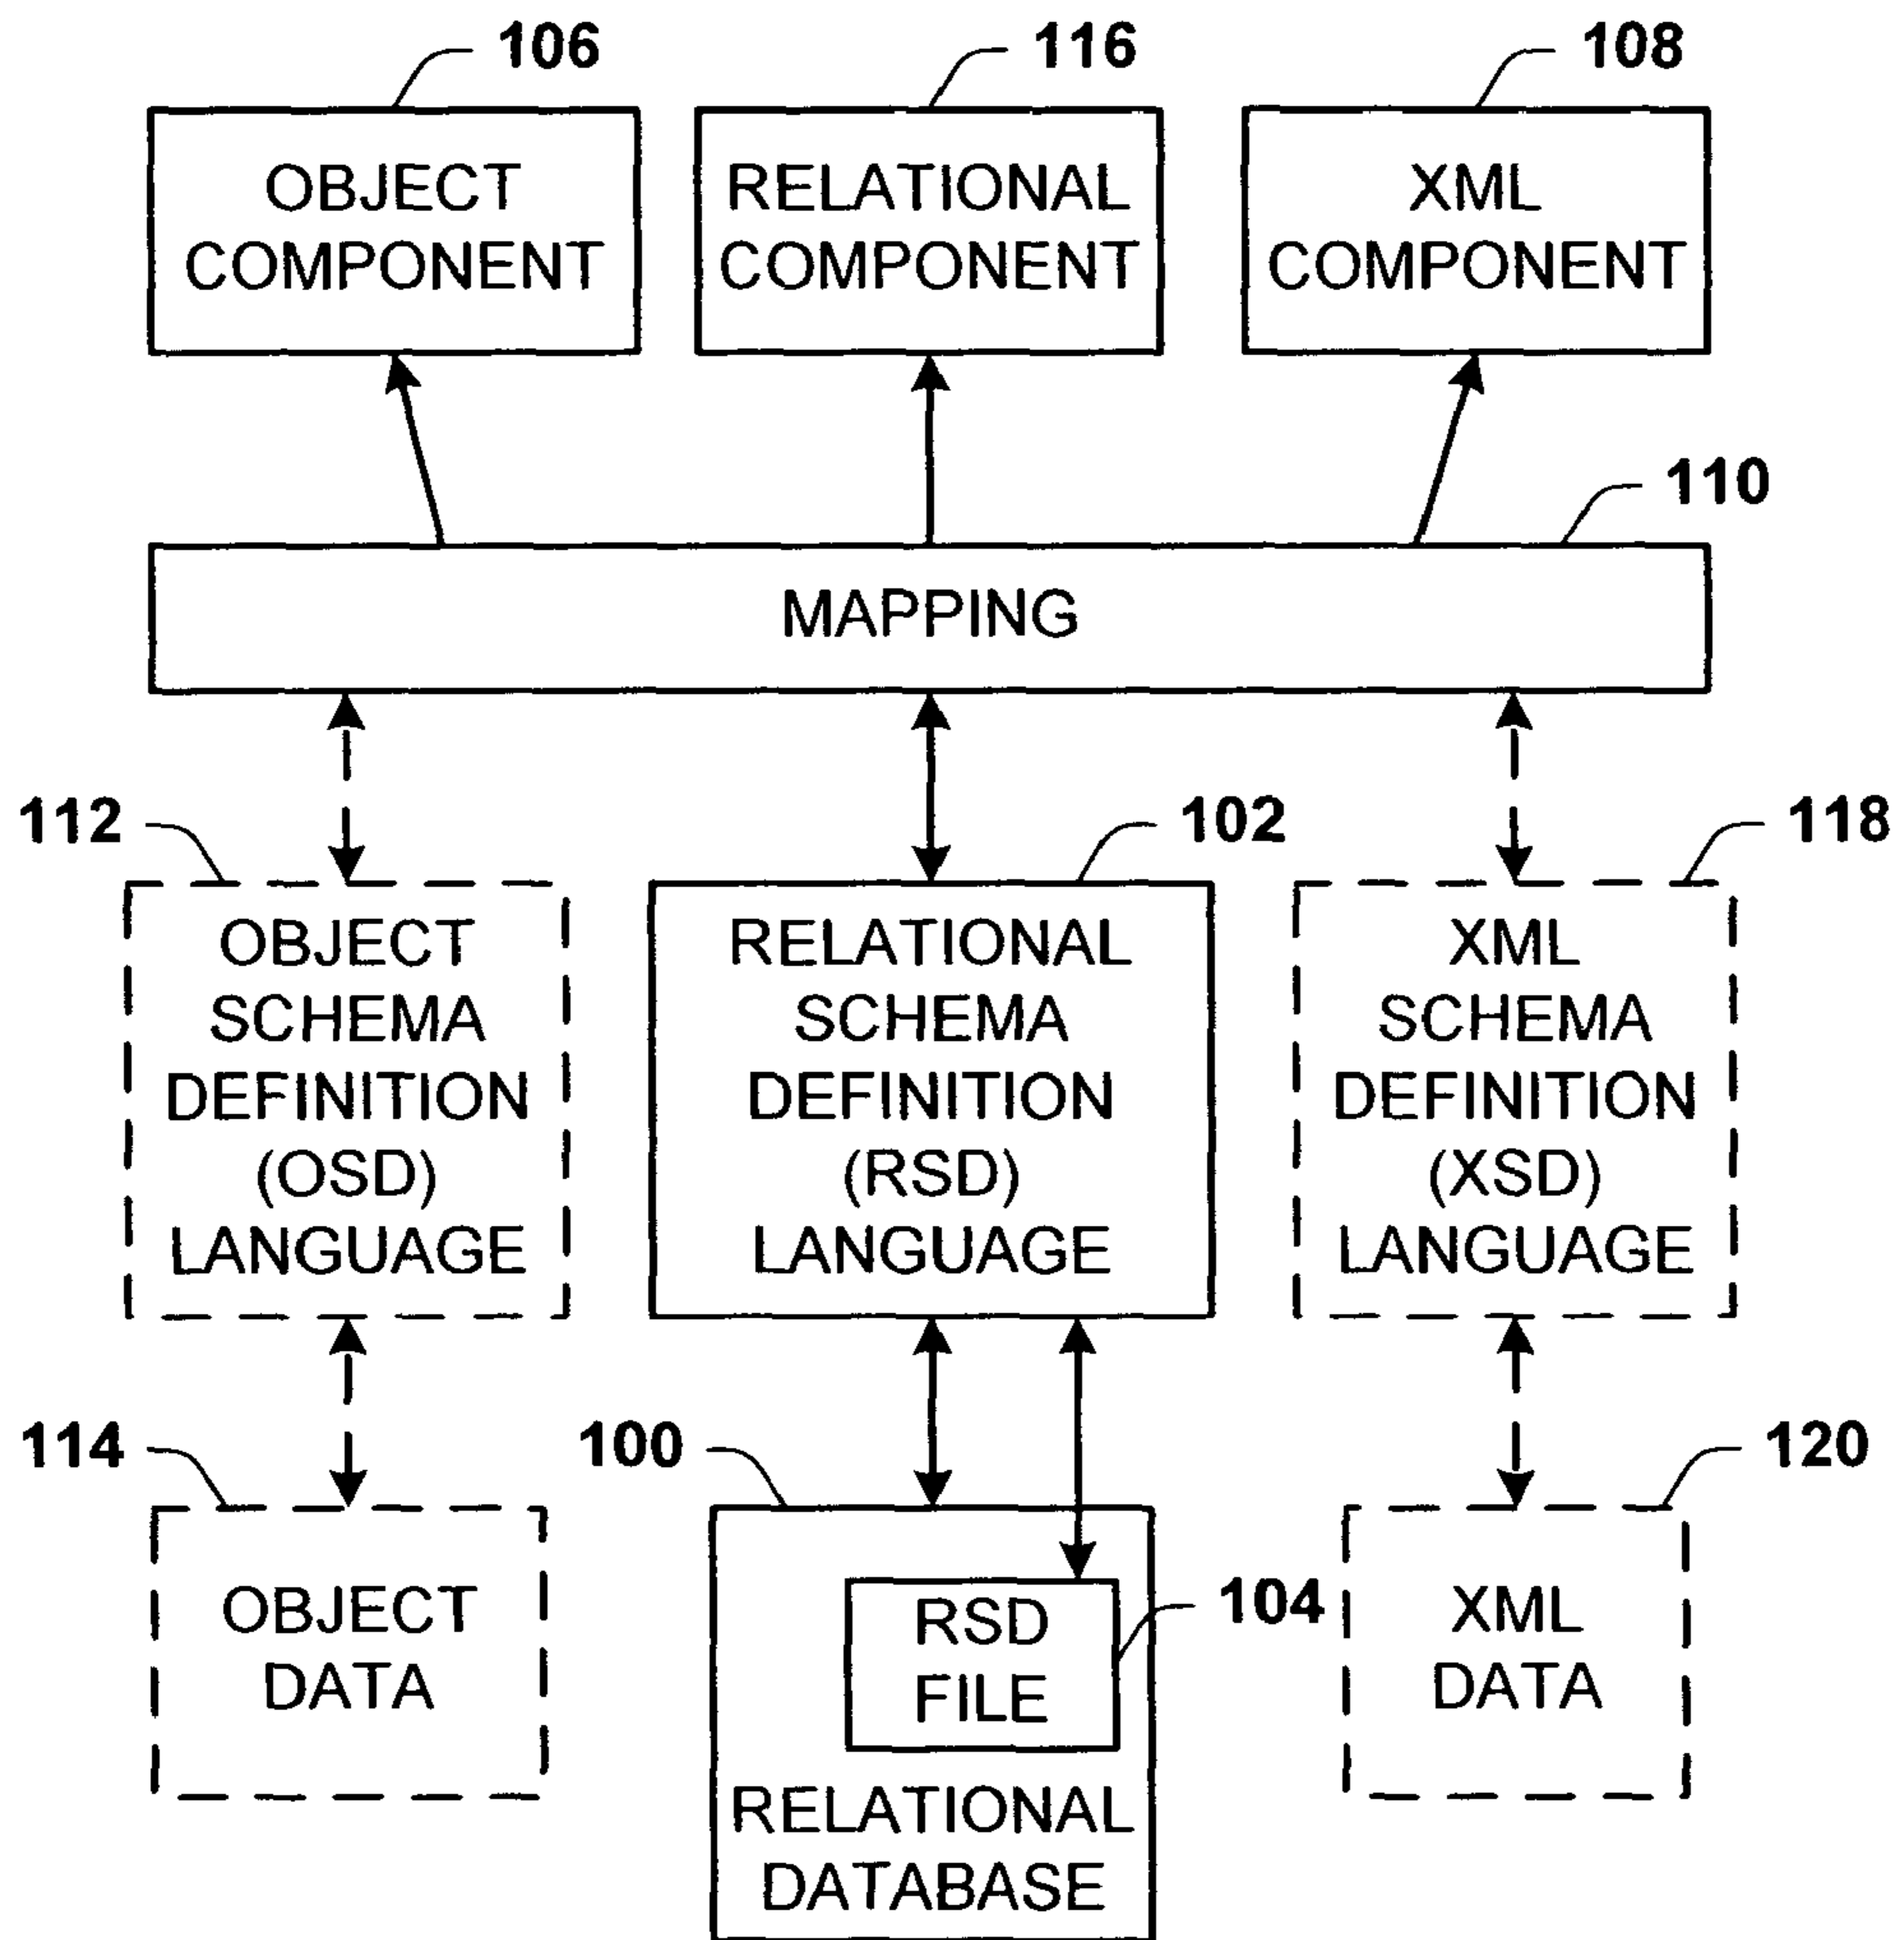 106
116
108
OBJECT
COMPONENT
RELATIONAL
COMPONENT
XML
COMPONENT
110
MAPPING
112
102
118
OBJECT
SCHEMA
DEFINITION
(OSD)
LANGUAGE
RELATIONAL
SCHEMA
DEFINITION
(RSD)
LANGUAGE
XML
SCHEMA
DEFINITION
(XSD)
LANGUAGE
114
100
120
OBJECT
DATA
RSD
FILE
104
RELATIONAL
DATABASE
XML
DATA